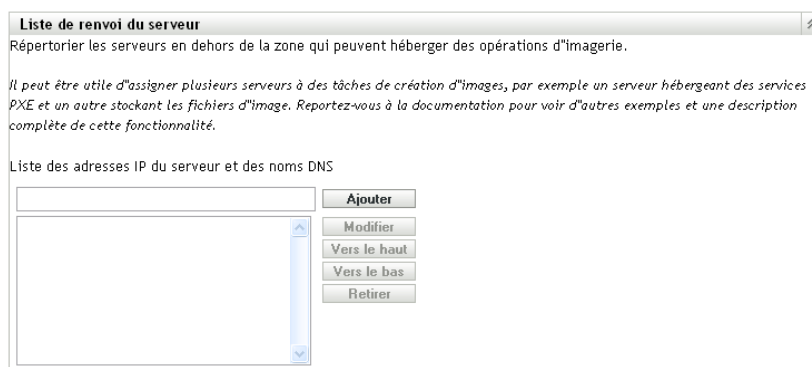 Liste de renvoi du serveur
Répertorier les serveurs en dehors de la zone qui peuvent héberger des opérations d"imagerie.
Il peut être utile d"assigner plusieurs serveurs à des tâches de création d"images, par exemple un serveur hébergeant des services
PXE et un autre stockant les fichiers d"image. Reportez-vous à la documentation pour voir d"autres exemples et une description
complète de cette fonctionnalité.
Liste des adresses IP du serveur et des noms DNS
Ajouter
Modifier
Vers le haut
Vers le bas
Retirer